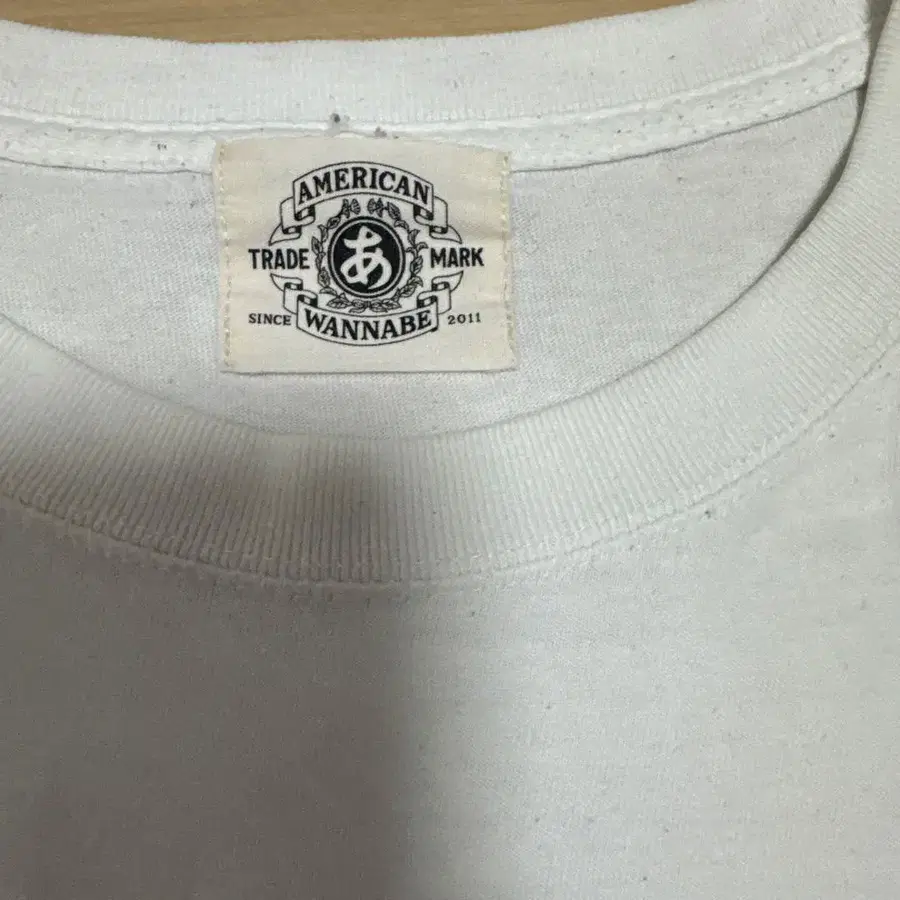 AMERICAN
TRADE あ MARK
SINCE WANNABE 2011